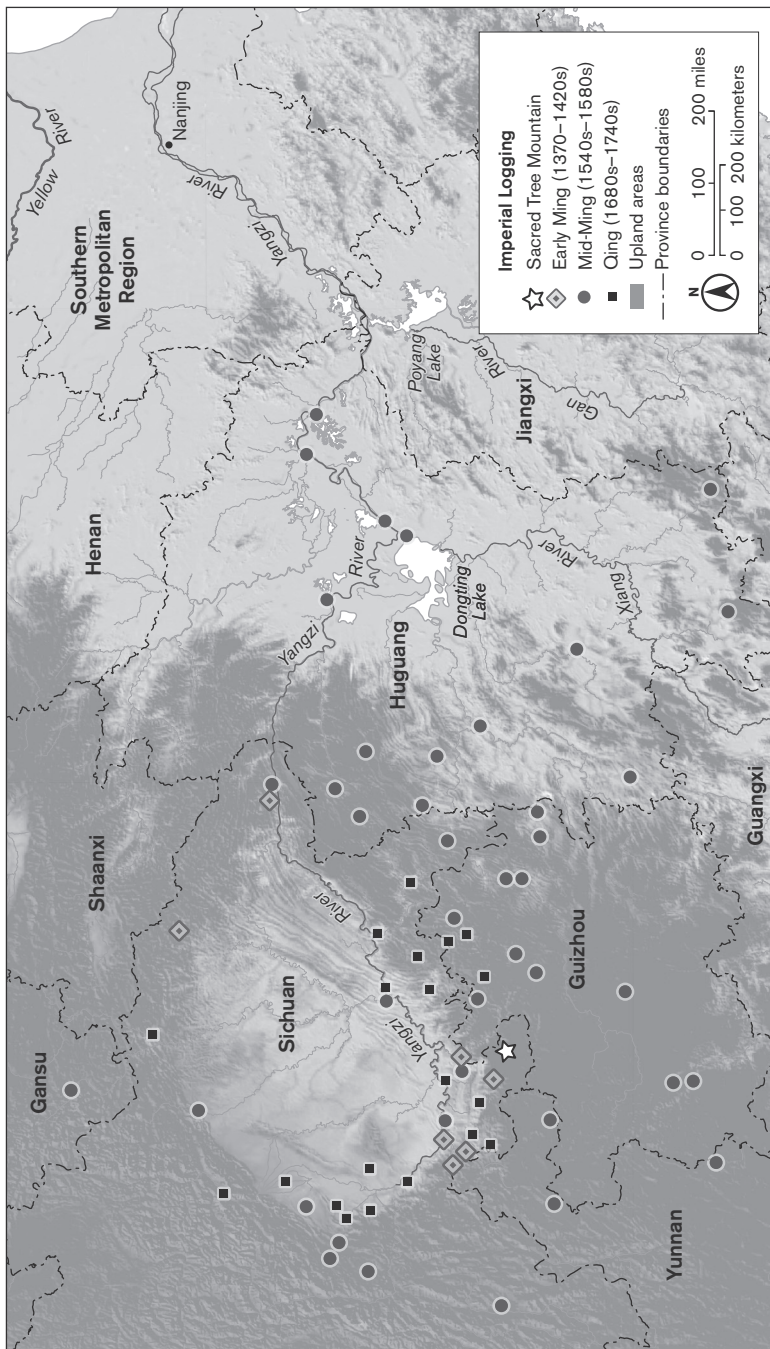 Yellow River
Nanjing
River
Yangzi
Southern
Metropolitan
Region
Henan
Shaanxi
Gansu
Poyang
Lake
River
Gan
Jiangxi
River
Yangzi
Dongting
Lake
River
Xiang
Huguang
River
Yangzi
Sichuan
Guizhou
Guangxi
Yunnan
Imperial Logging
Sacred Tree Mountain
Early Ming (1370–1420s)
Mid-Ming (1540s–1580s)
Qing (1680s–1740s)
Upland areas
Province boundaries
N
0 100 200 miles
0 100 200 kilometers